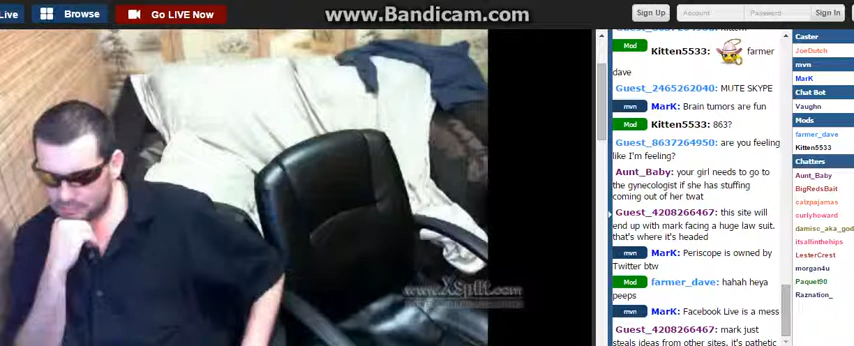 www.Bandicam.com
Live
Browse
Go LIVE Now
Sign Up
Account
Password
Sign In
Mod Kitten5533: farmer
dave
Guest_2465262040: MUTE SKYPE
mvn MarK: Brain tumors are fun
Mod Kitten5533: 863?
Guest_8637264950: are you feeling
like I'm feeling?
Aunt_Baby: your girl needs to go to
the gynecologist if she has stuffing
coming out of her twat
Guest_4208266467: this site will
end up with mark facing a huge law suit.
that's where it's headed
mvn MarK: Periscope is owned by
Twitter btw
Mod farmer_dave: hahah heya
peeps
mvn MarK: Facebook Live is a mess
Guest_4208266467: mark just
steals ideas from other sites. it's pathetic
Caster
JoeDutch
mvn
MarK
Chat Bot
Vaughn
Mods
farmer_dave
Kitten5533
Chatters
Aunt_Baby
BigRedsBait
catzpajamas
curlyhoward
damisc_aka_god
itsallinthehips
LesterCrest
morgan4u
Paquet90
Raznation_
www.XSplit.com